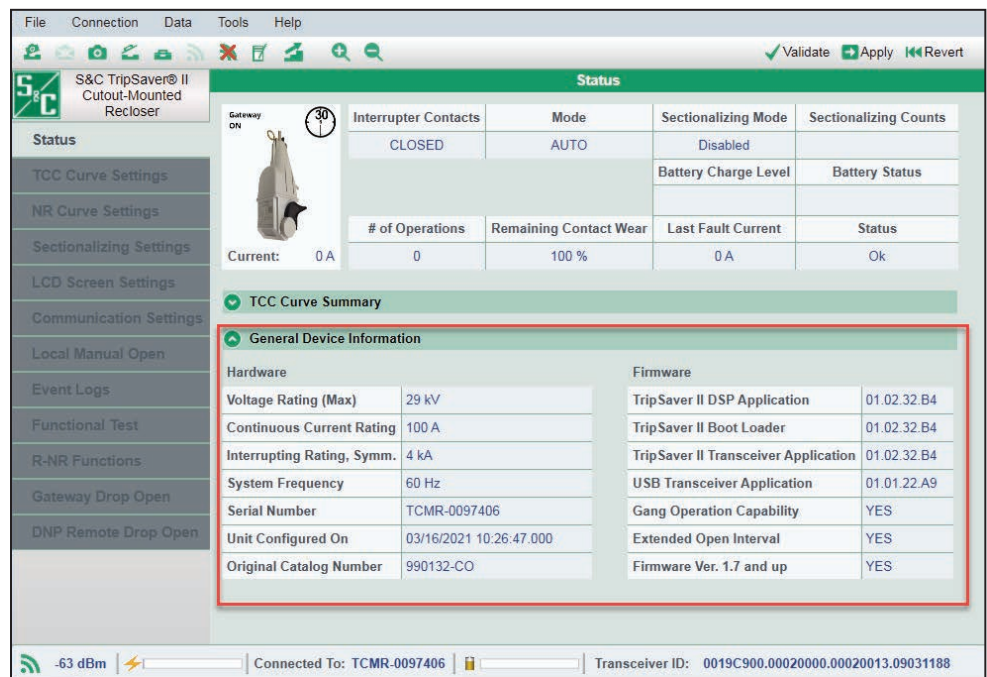 File Connection Data Tools Help
Validate Apply Revert
S&C
S&C TripSaver® II
Cutout-Mounted
Recloser
Status
TCC Curve Settings
NR Curve Settings
Sectionalizing Settings
LCD Screen Settings
Communication Settings
Local Manual Open
Event Logs
Functional Test
R-NR Functions
Gateway Drop Open
DNP Remote Drop Open
Status
Gateway
ON
30
Current: 0 A
Interrupter Contacts Mode Sectionalizing Mode Sectionalizing Counts
CLOSED AUTO Disabled
Battery Charge Level Battery Status
# of Operations Remaining Contact Wear Last Fault Current Status
0 100 % 0 A Ok
TCC Curve Summary
General Device Information
Hardware
Voltage Rating (Max) 29 kV
Continuous Current Rating 100 A
Interrupting Rating, Symm. 4 kA
System Frequency 60 Hz
Serial Number TCMR-0097406
Unit Configured On 03/16/2021 10:26:47.000
Original Catalog Number 990132-CO
Firmware
TripSaver II DSP Application 01.02.32.B4
TripSaver II Boot Loader 01.02.32.B4
TripSaver II Transceiver Application 01.02.32.B4
USB Transceiver Application 01.01.22.A9
Gang Operation Capability YES
Extended Open Interval YES
Firmware Ver. 1.7 and up YES
-63 dBm Connected To: TCMR-0097406 Transceiver ID: 0019C900.00020000.00020013.09031188